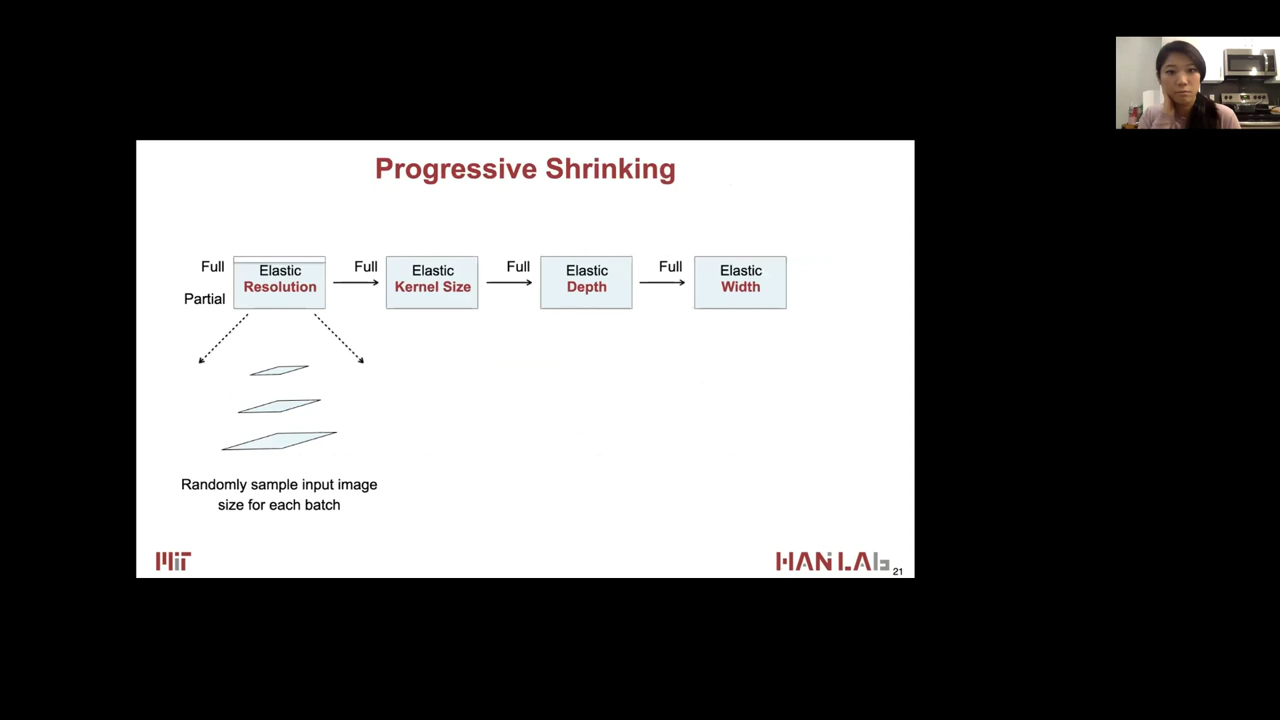 Progressive Shrinking
Full
Partial
Elastic
Resolution
Full
Elastic
Kernel Size
Full
Elastic
Depth
Full
Elastic
Width
Randomly sample input image
size for each batch
MIT
HAN LAb
21